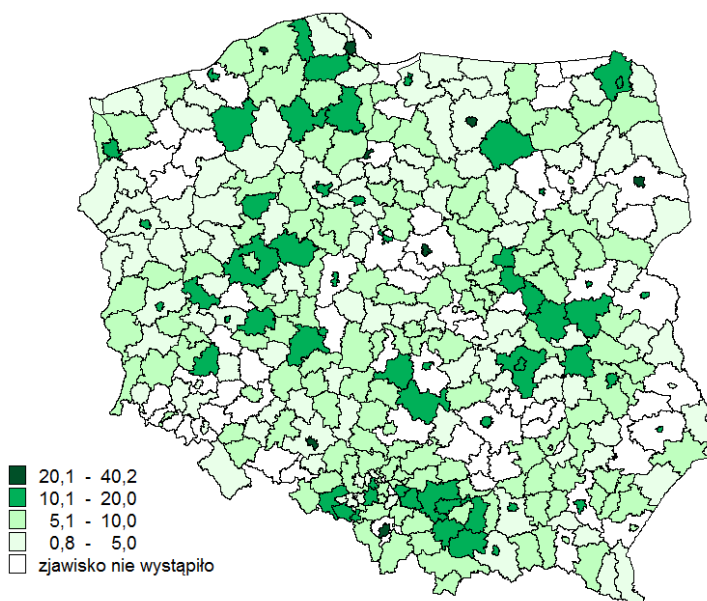 20,1 - 40,2
10,1 - 20,0
5,1 - 10,0
0,8 - 5,0
zjawisko nie wystąpiło